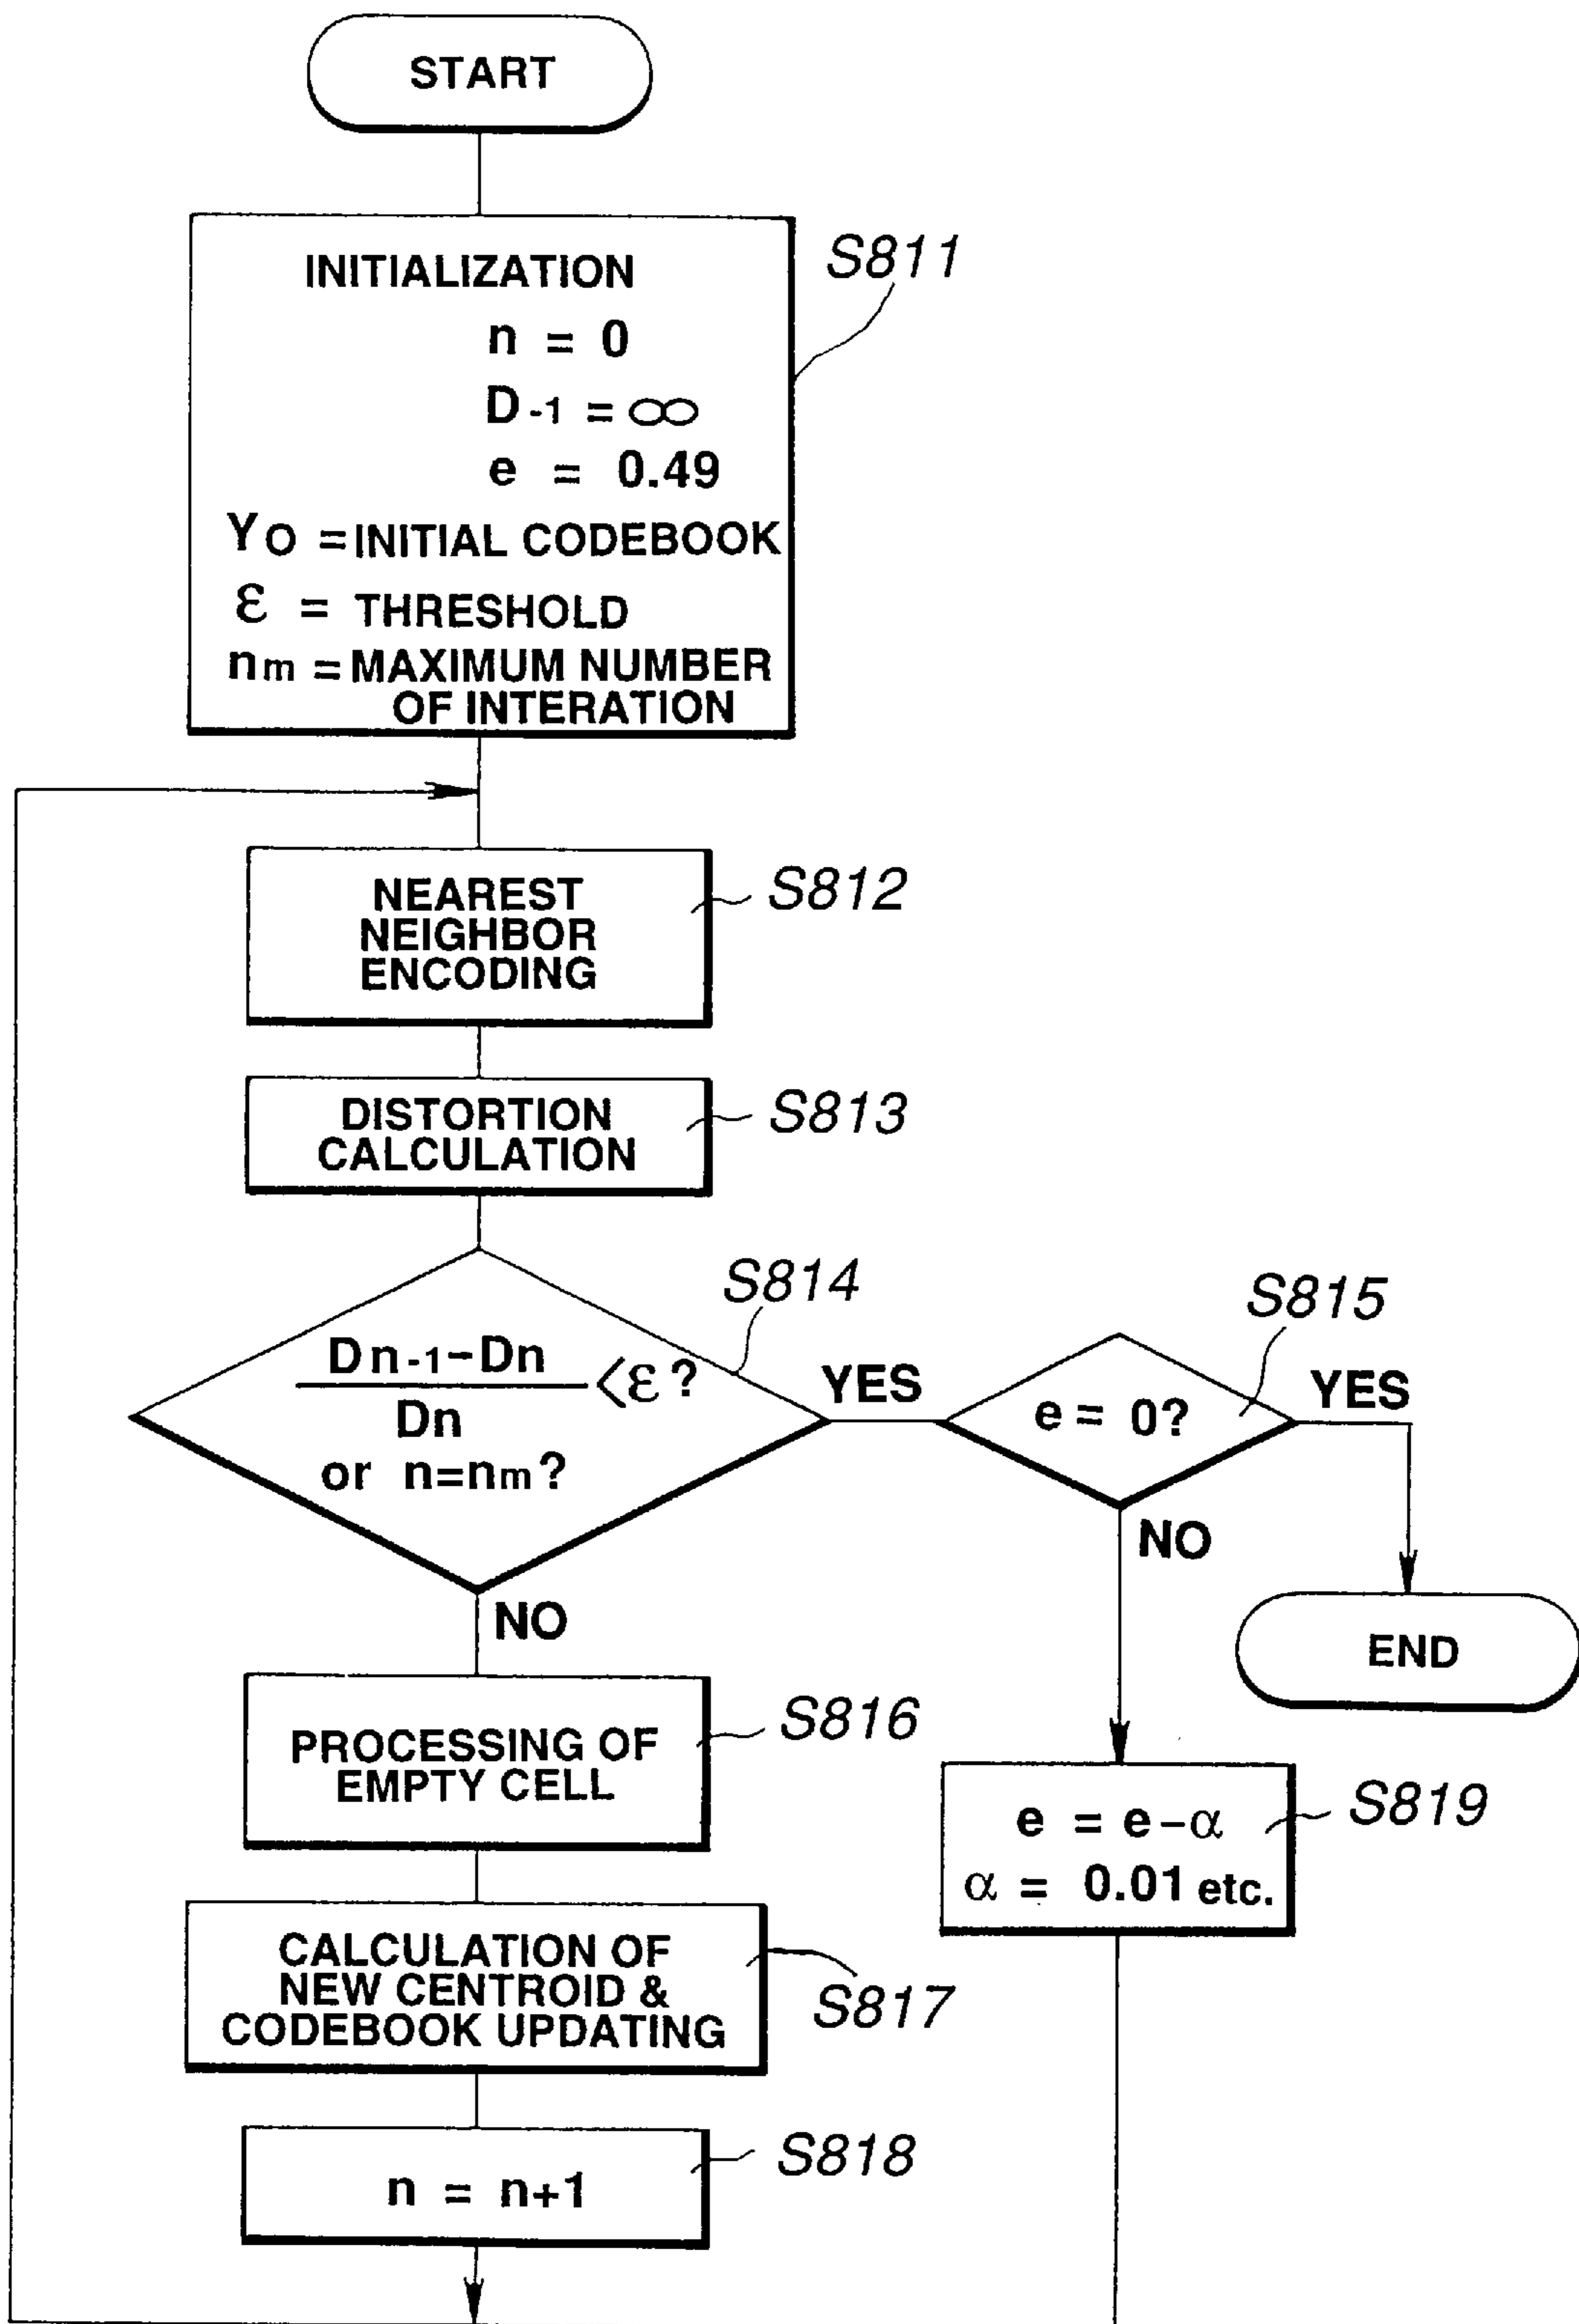 START
INITIALIZATION
S811
n = 0
D-1 = ∞
e = 0.49
YO = INITIAL CODEBOOK
ε = THRESHOLD
nm = MAXIMUM NUMBER
OF INTERATION
NEAREST
NEIGHBOR
ENCODING
S812
DISTORTION
CALCULATION
S813
S814
Dn-1-Dn
Dn
<ε?
or n=nm?
YES
S815
e = 0?
YES
NO
NO
END
PROCESSING OF
EMPTY CELL
S816
e = e-α
α = 0.01 etc.
S819
CALCULATION OF
NEW CENTROID &
CODEBOOK UPDATING
S817
n = n+1
S818